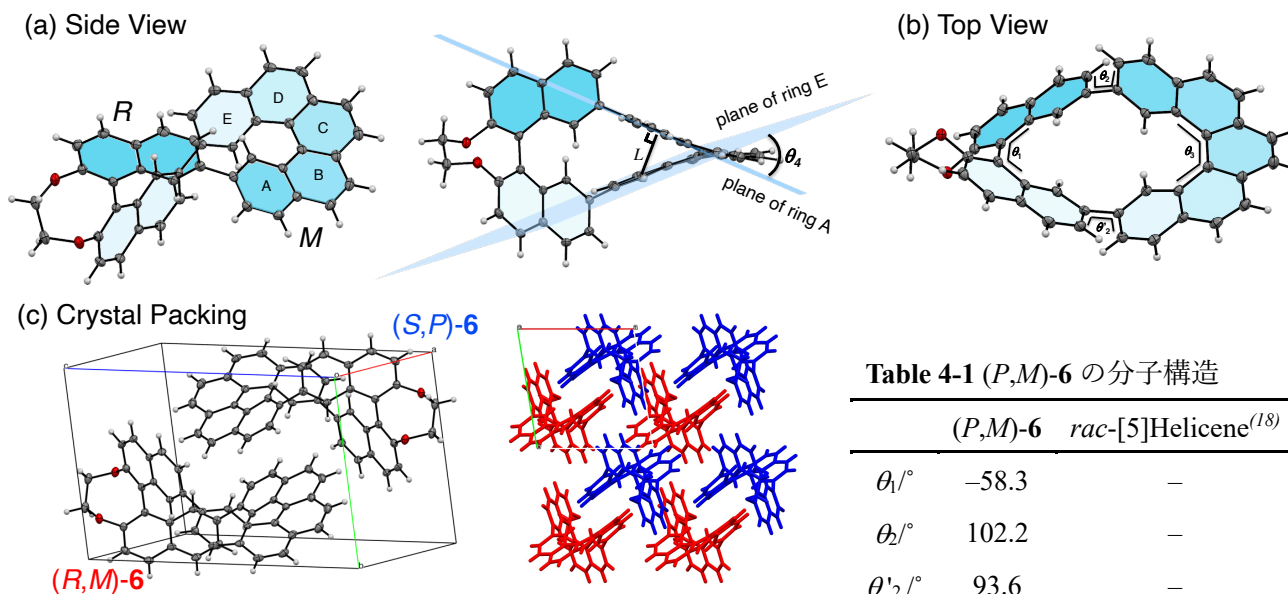 (a) Side View
(b) Top View
R
E
D
C
B
A
M
L
plane of ring E
θ4
plane of ring A
θ1
θ2
θ3
θ'2
(c) Crystal Packing
(S,P)-6
(R,M)-6
Table 4-1 (P,M)-6 の分子構造
(P,M)-6 rac-[5]Helicene(18)
θ1/° –58.3 –
θ2/° 102.2 –
θ'2/° 93.6 –